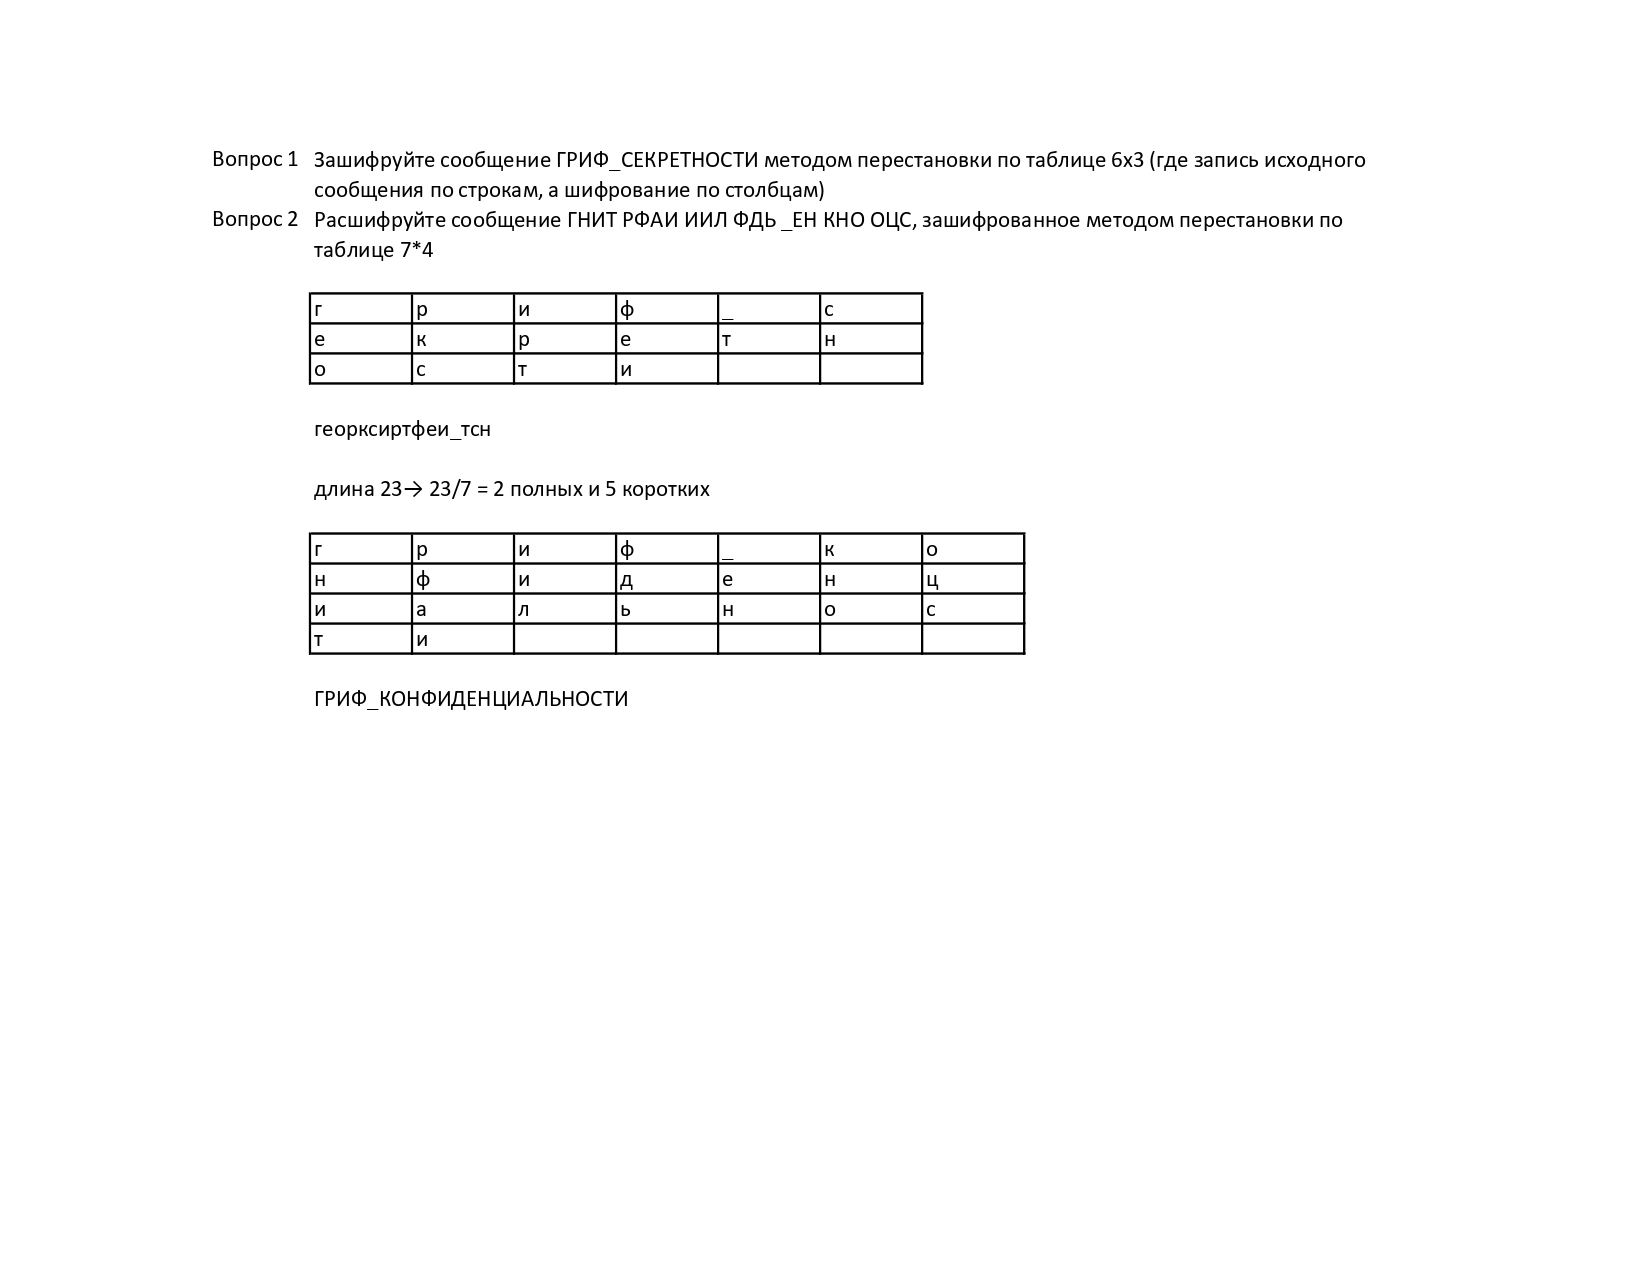 Вопрос 1 Зашифруйте сообщение ГРИФ_СЕКРЕТНОСТИ методом перестановки по таблице 6х3 (где запись исходного
сообщения по строкам, а шифрование по столбцам)
Вопрос 2 Расшифруйте сообщение ГНИТ РФАИ ИИЛ ФДЬ _ЕН КНО ОЦС, зашифрованное методом перестановки по
таблице 7*4
г р и ф _ с
е к р е т н
о с т и
георксиртфеи_тсн
длина 23→ 23/7 = 2 полных и 5 коротких
г р и ф _ к о
н ф и д е н ц
и а л ь н о с
т и
ГРИФ_КОНФИДЕНЦИАЛЬНОСТИ